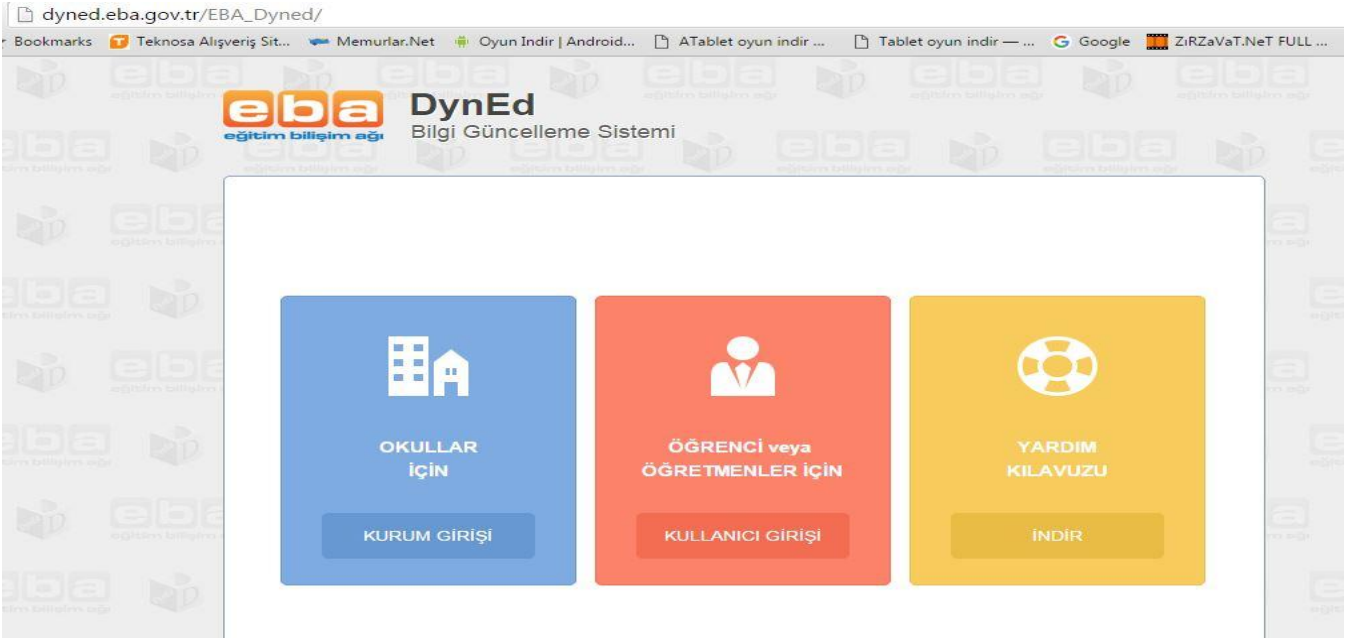 dyned.eba.gov.tr/EBA_Dyned/
Bookmarks Teknosa Alışveriş Sit... Memurlar.Net Oyun Indir | Android... ATablet oyun indir ... Tablet oyun indir — ... Google ZıRZaVaT.NeT FULL ...
eba DynEd
eğitim bilişim ağı Bilgi Güncelleme Sistemi
OKULLAR
İÇİN
KURUM GİRİŞİ
ÖĞRENCİ veya
ÖĞRETMENLER İÇİN
KULLANICI GİRİŞİ
YARDIM
KILAVUZU
İNDİR